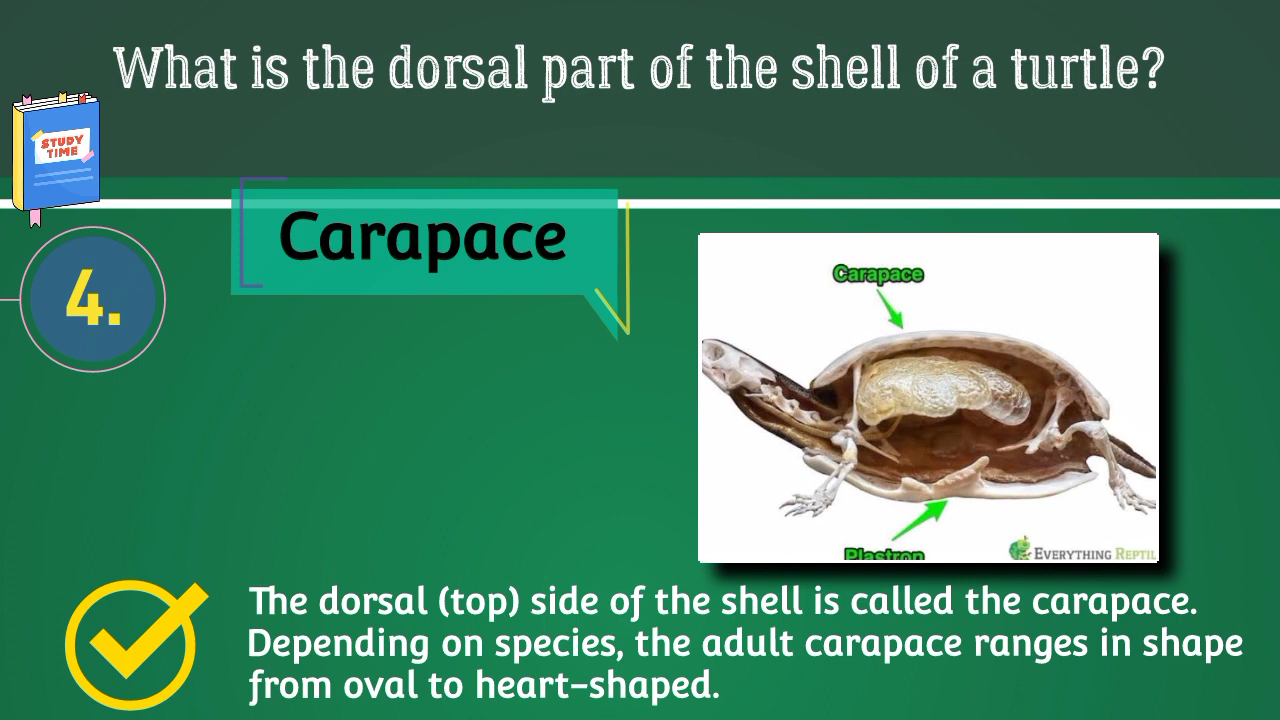 What is the dorsal part of the shell of a turtle?
STUDY
TIME
Carapace
4.
Carapace
Plastron
EVERYTHING REPTIL
The dorsal (top) side of the shell is called the carapace.
Depending on species, the adult carapace ranges in shape
from oval to heart-shaped.